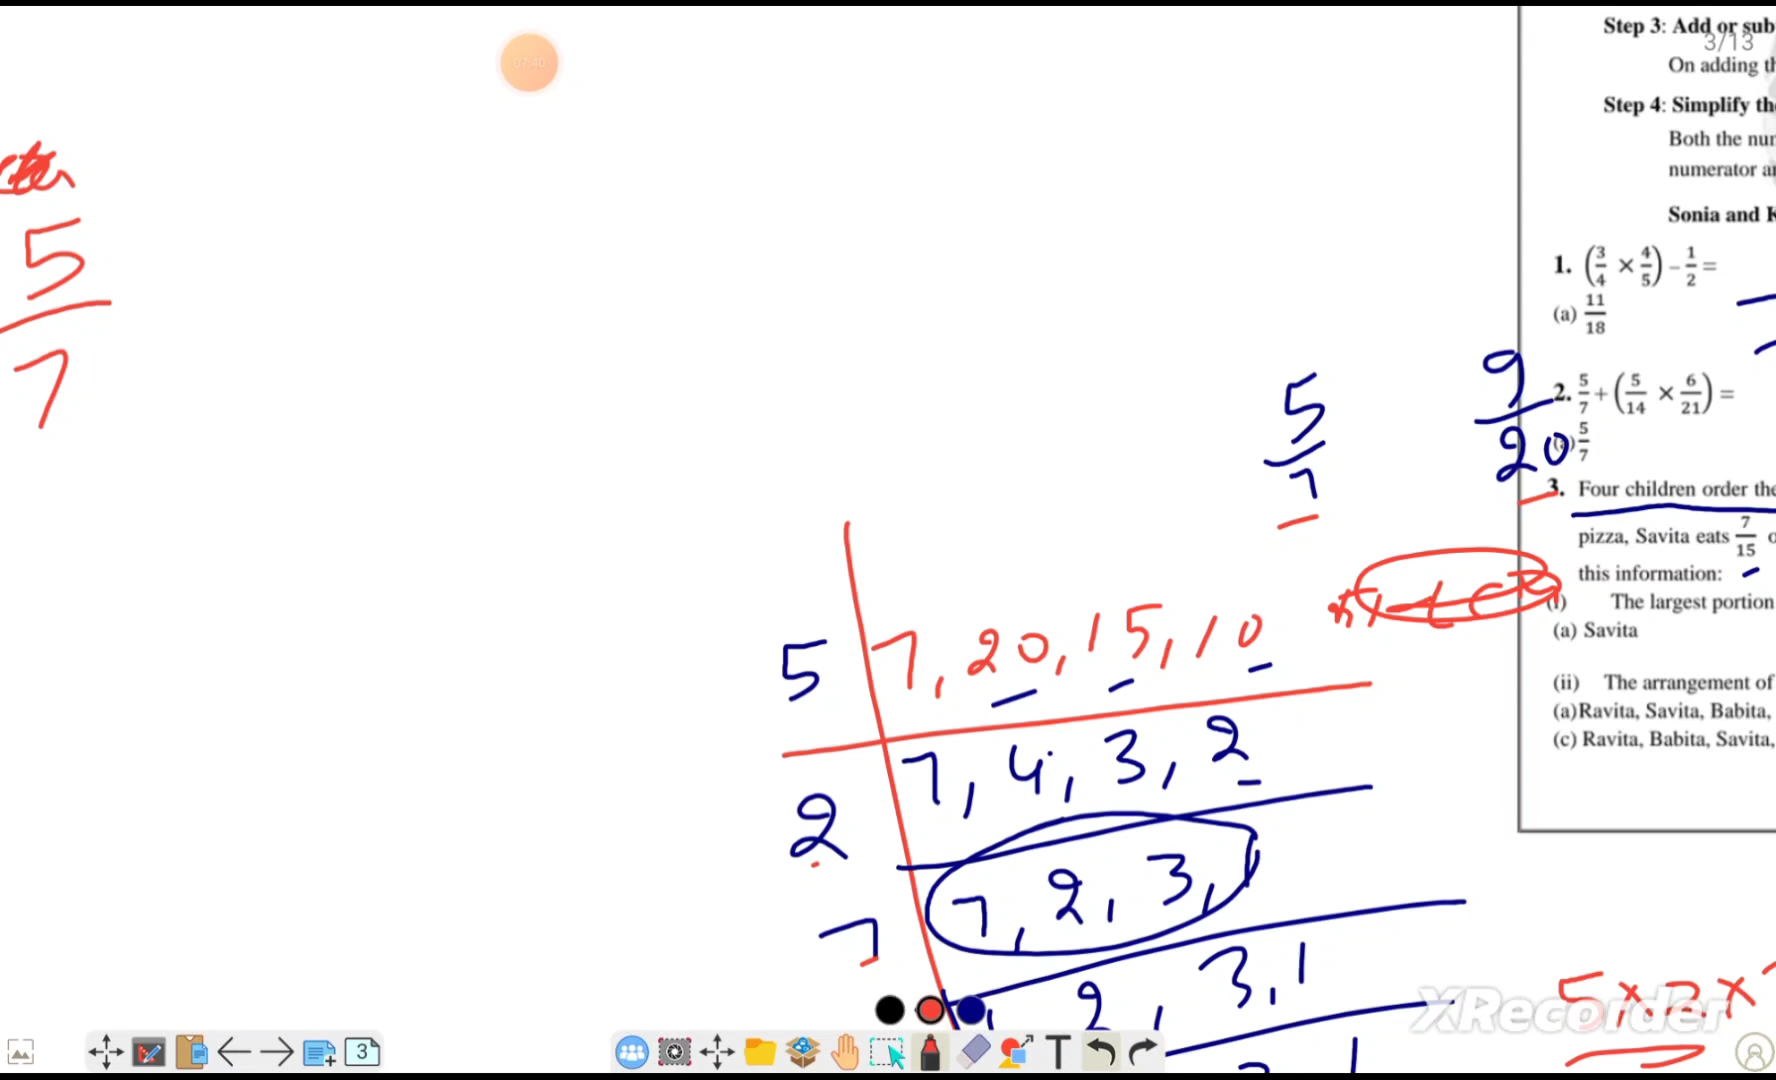 07:40
Step 3: Add or sub
3/13
On adding th
Step 4: Simplify the
Both the nur
numerator a
Sonia and K
1. (3/4 × 4/5) - 1/2 =
(a) 11/18
2. 5/7 + (5/14 × 6/21) =
5/7
3. Four children order the
pizza, Savita eats 7/15 o
this information:
(i) The largest portion
(a) Savita
(ii) The arrangement of
(a)Ravita, Savita, Babita,
(c) Ravita, Babita, Savita,
5/7
5/7
9/20
5 7, 20, 15, 10
2 7, 4, 3, 2
7 7, 2, 3, 1
2, 3, 1
5 × 2 ×
XRecorder
3
T